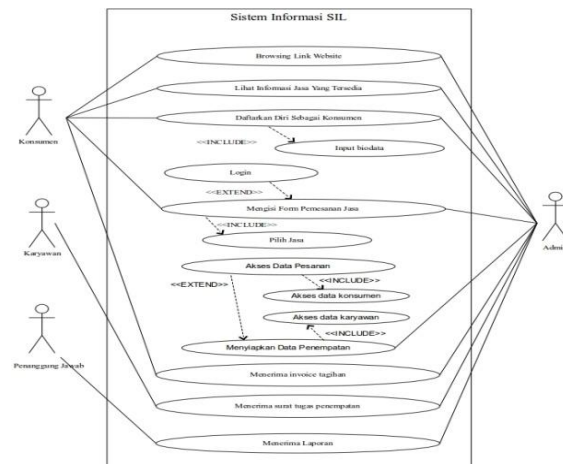 Sistem Informasi SIL
Browsing Link Website
Lihat Informasi Jasa Yang Tersedia
Daftarkan Diri Sebagai Konsumen
Konsumen
<<INCLUDE>>
Input biodata
Login
<<EXTEND>>
Mengisi Form Pemesanan Jasa
<<INCLUDE>>
Pilih Jasa
Karyawan
Admin
Akses Data Pesanan
<<EXTEND>>
<<INCLUDE>>
Akses data konsumen
Akses data karyawan
<<INCLUDE>>
Menyiapkan Data Penempatan
Penanggung Jawab
Menerima invoice tagihan
Menerima surat tugas penempatan
Menerima Laporan